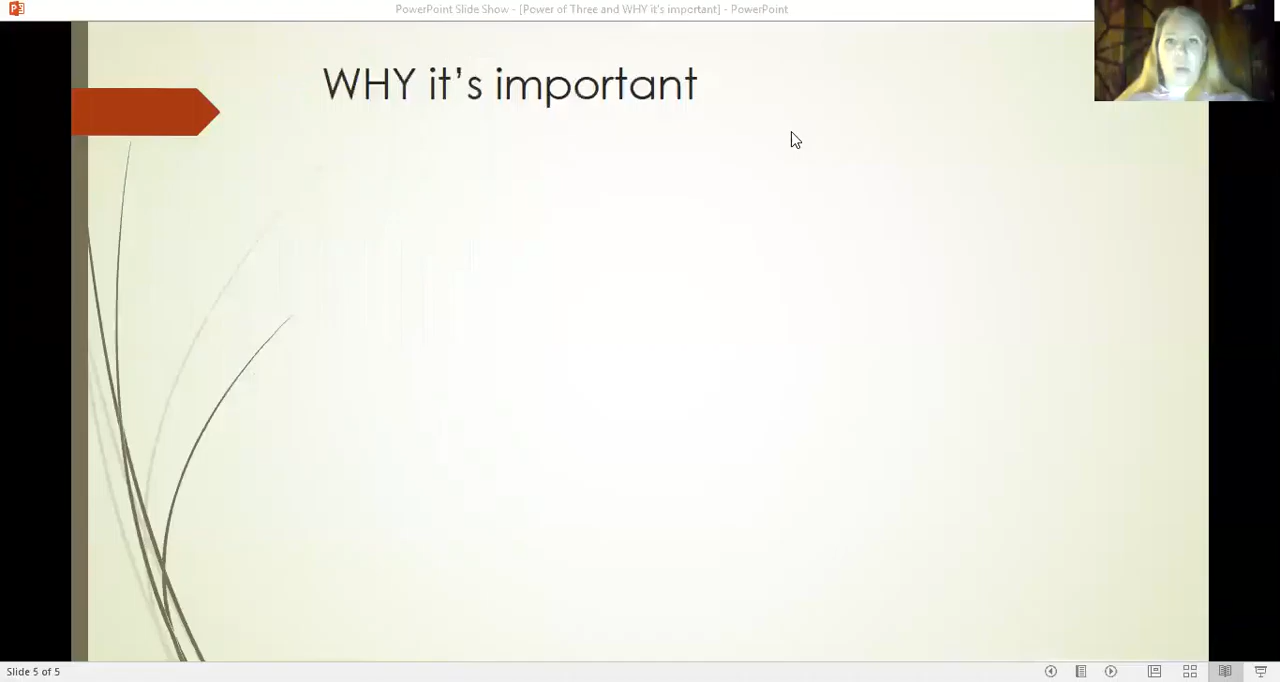 PowerPoint Slide Show - [Power of Three and WHY it's important] - PowerPoint
WHY it's important
Slide 5 of 5